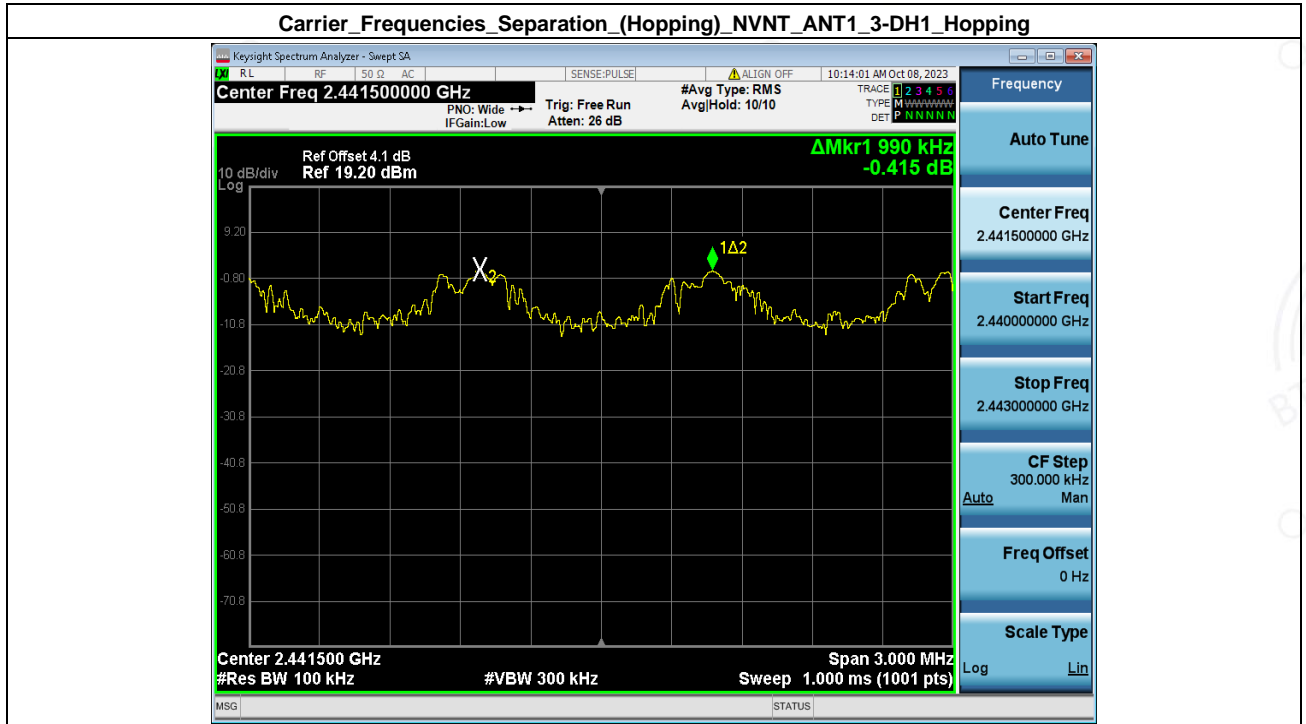 Carrier_Frequencies_Separation_(Hopping)_NVNT_ANT1_3-DH1_Hopping
Keysight Spectrum Analyzer - Swept SA
LXI RL RF 50 Ω AC SENSE:PULSE ALIGN OFF 10:14:01 AM Oct 08, 2023
Center Freq 2.441500000 GHz
PNO: Wide
IFGain:Low
Trig: Free Run
Atten: 26 dB
#Avg Type: RMS
Avg|Hold: 10/10
TRACE 1 2 3 4 5 6
TYPE M WWWWW
DET P N N N N N
ΔMkr1 990 kHz
-0.415 dB
Ref Offset 4.1 dB
10 dB/div Ref 19.20 dBm
Log
9.20
-0.80
-10.8
-20.8
-30.8
-40.8
-50.8
-60.8
-70.8
X2
1Δ2
Center 2.441500 GHz Span 3.000 MHz
#Res BW 100 kHz #VBW 300 kHz Sweep 1.000 ms (1001 pts)
MSG STATUS
Frequency
Auto Tune
Center Freq
2.441500000 GHz
Start Freq
2.440000000 GHz
Stop Freq
2.443000000 GHz
CF Step
300.000 kHz
Auto Man
Freq Offset
0 Hz
Scale Type
Log Lin